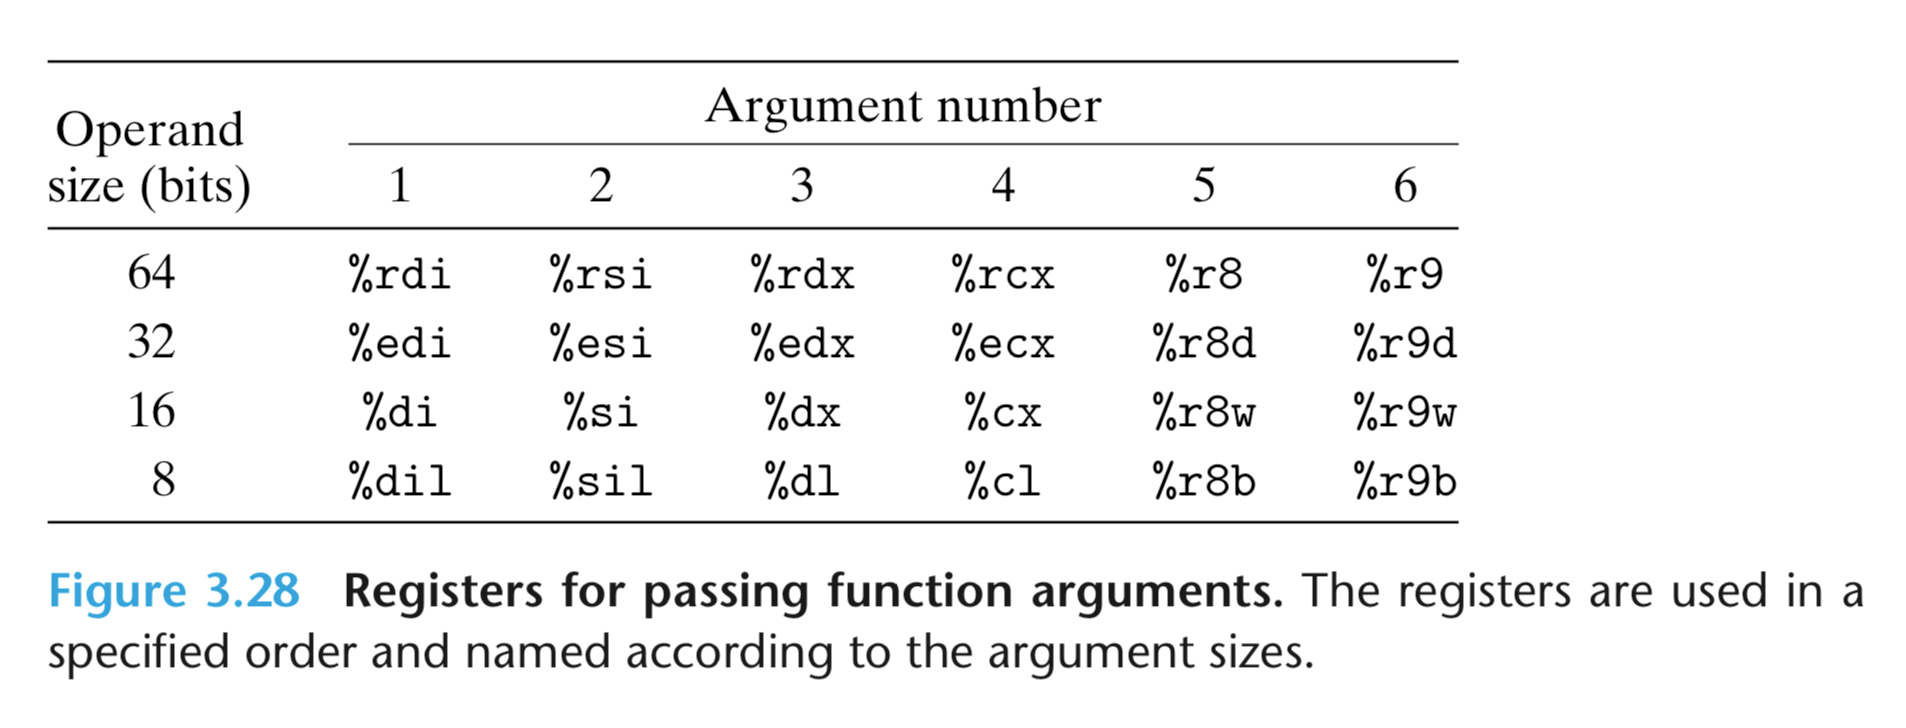 Argument number
Operand
size (bits) 1 2 3 4 5 6
64 %rdi %rsi %rdx %rcx %r8 %r9
32 %edi %esi %edx %ecx %r8d %r9d
16 %di %si %dx %cx %r8w %r9w
8 %dil %sil %dl %cl %r8b %r9b
Figure 3.28 Registers for passing function arguments. The registers are used in a
specified order and named according to the argument sizes.